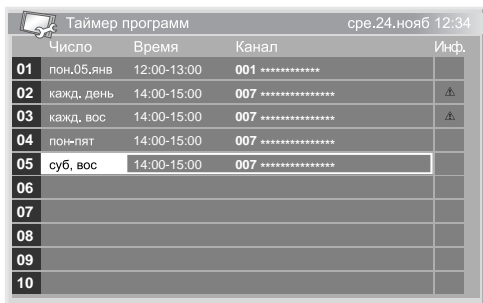 Таймер программ сре.24.нояб 12:34
Число Время Канал Инф.
01 пон.05.янв 12:00-13:00 001 ************
02 кажд. день 14:00-15:00 007 ***************
03 кажд. вос 14:00-15:00 007 ***************
04 пон-пят 14:00-15:00 007 ***************
05 суб, вос 14:00-15:00 007 ***************
06
07
08
09
10